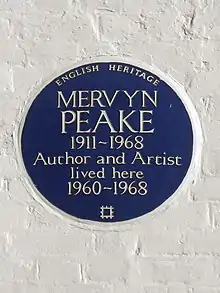 ENGLISH HERITAGE
MERVYN
PEAKE
1911~1968
Author and Artist
lived here
1960~1968